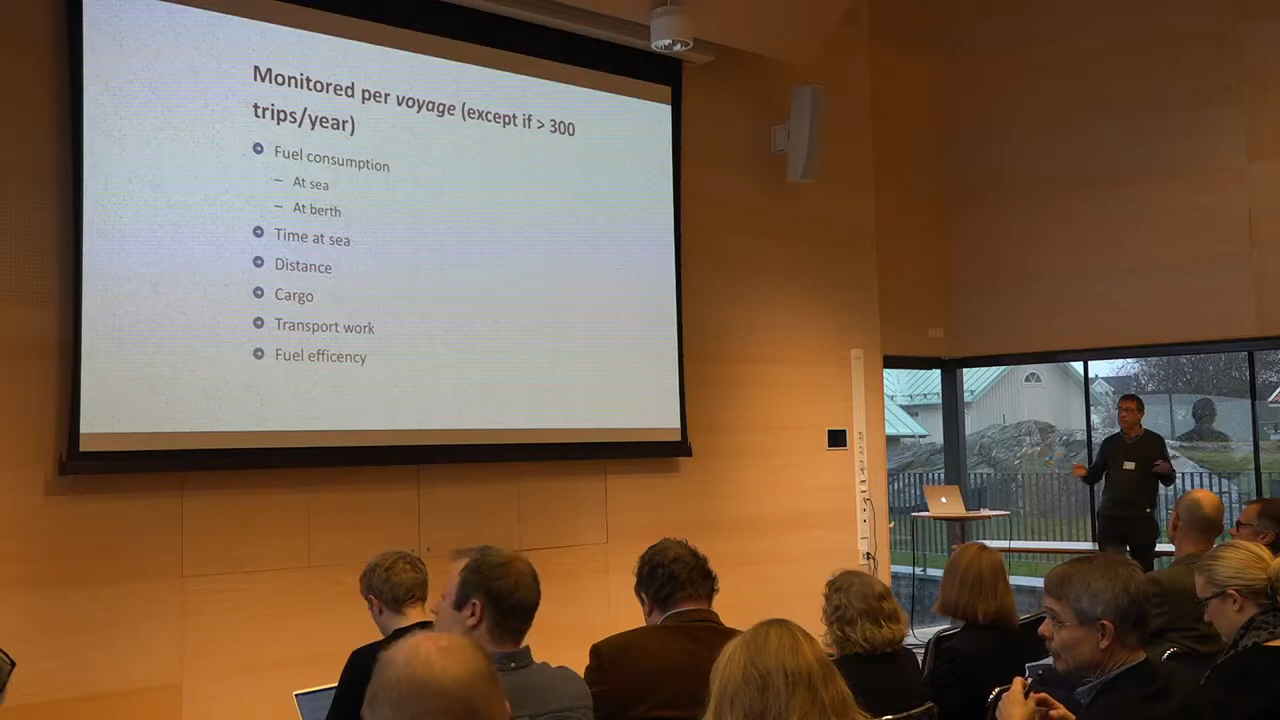 Monitored per voyage (except if > 300
trips/year)
Fuel consumption
– At sea
– At berth
Time at sea
Distance
Cargo
Transport work
Fuel efficency